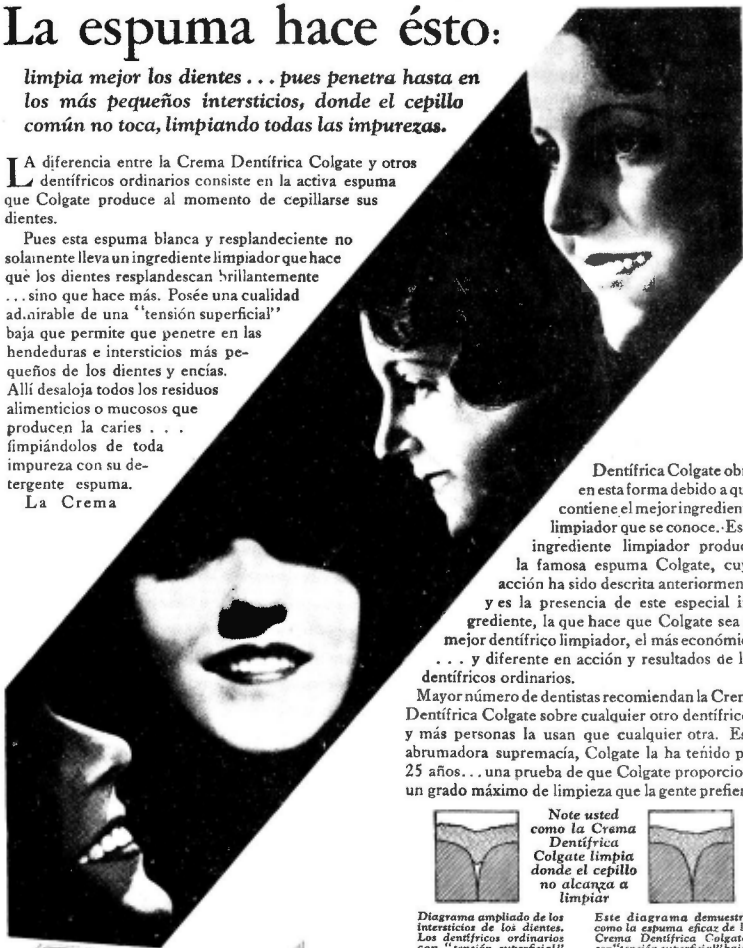 La espuma hace ésto:
limpia mejor los dientes . . . pues penetra hasta en
los más pequeños intersticios, donde el cepillo
común no toca, limpiando todas las impurezas.
LA diferencia entre la Crema Dentífrica Colgate y otros
dentífricos ordinarios consiste en la activa espuma
que Colgate produce al momento de cepillarse sus
dientes.
Pues esta espuma blanca y resplandeciente no
solamente lleva un ingrediente limpiador que hace
que los dientes resplandescan brillantemente
. . . sino que hace más. Posée una cualidad
admirable de una "tensión superficial"
baja que permite que penetre en las
hendeduras e intersticios más pe-
queños de los dientes y encías.
Allí desaloja todos los residuos
alimenticios o mucosos que
producen la caries . . .
limpiándolos de toda
impureza con su de-
tergente espuma.
La Crema
Dentífrica Colgate
en esta forma debido a
contiene el mejor
limpiador que se conoce.
ingrediente limpiador
la famosa espuma Colgate,
acción ha sido descrita
y es la presencia de este especial
grediente, la que hace que Colgate sea
mejor dentífrico limpiador, el más
. . . y diferente en acción y resultados de
dentífricos ordinarios.
Mayor número de dentistas recomiendan la
Dentífrica Colgate sobre cualquier otro
y más personas la usan que cualquier otra.
abrumadora supremacía, Colgate la ha tenido
25 años. . . una prueba de que Colgate
un grado máximo de limpieza que la gente
Note usted
como la Crema
Dentífrica
Colgate limpia
donde el cepillo
no alcanza a
limpiar
Diagrama ampliado de los
intersticios de los dientes.
Los dentífricos ordinarios
con "tensión superficial"
Este diagrama
como la espuma eficaz de
Crema Dentífrica